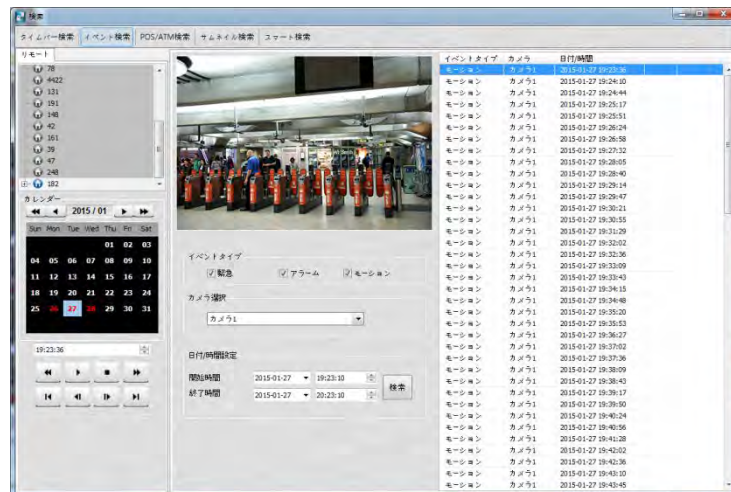 検索
タイムバー検索 イベント検索 POS/ATM検索 サムネイル検索 スマート検索
リモート
78
4422
131
191
148
42
161
39
47
248
182
カレンダー
2015 / 01
Sun Mon Tue Wed Thu Fri Sat
01 02 03
04 05 06 07 08 09 10
11 12 13 14 15 16 17
18 19 20 21 22 23 24
25 26 27 28 29 30 31
19:23:36
イベントタイプ
緊急 アラーム モーション
カメラ選択
カメラ1
日付/時間設定
開始時間 2015-01-27 19:23:10
終了時間 2015-01-27 20:23:10
検索
イベントタイプ カメラ 日付/時間
モーション カメラ1 2015-01-27 19:23:36
モーション カメラ1 2015-01-27 19:24:10
モーション カメラ1 2015-01-27 19:24:44
モーション カメラ1 2015-01-27 19:25:17
モーション カメラ1 2015-01-27 19:25:51
モーション カメラ1 2015-01-27 19:26:24
モーション カメラ1 2015-01-27 19:26:58
モーション カメラ1 2015-01-27 19:27:32
モーション カメラ1 2015-01-27 19:28:05
モーション カメラ1 2015-01-27 19:28:40
モーション カメラ1 2015-01-27 19:29:14
モーション カメラ1 2015-01-27 19:29:47
モーション カメラ1 2015-01-27 19:30:21
モーション カメラ1 2015-01-27 19:30:55
モーション カメラ1 2015-01-27 19:31:29
モーション カメラ1 2015-01-27 19:32:02
モーション カメラ1 2015-01-27 19:32:36
モーション カメラ1 2015-01-27 19:33:09
モーション カメラ1 2015-01-27 19:33:43
モーション カメラ1 2015-01-27 19:34:15
モーション カメラ1 2015-01-27 19:34:48
モーション カメラ1 2015-01-27 19:35:20
モーション カメラ1 2015-01-27 19:35:53
モーション カメラ1 2015-01-27 19:36:27
モーション カメラ1 2015-01-27 19:37:02
モーション カメラ1 2015-01-27 19:37:36
モーション カメラ1 2015-01-27 19:38:09
モーション カメラ1 2015-01-27 19:38:43
モーション カメラ1 2015-01-27 19:39:17
モーション カメラ1 2015-01-27 19:39:50
モーション カメラ1 2015-01-27 19:40:24
モーション カメラ1 2015-01-27 19:40:56
モーション カメラ1 2015-01-27 19:41:28
モーション カメラ1 2015-01-27 19:42:02
モーション カメラ1 2015-01-27 19:42:36
モーション カメラ1 2015-01-27 19:43:10
モーション カメラ1 2015-01-27 19:43:45